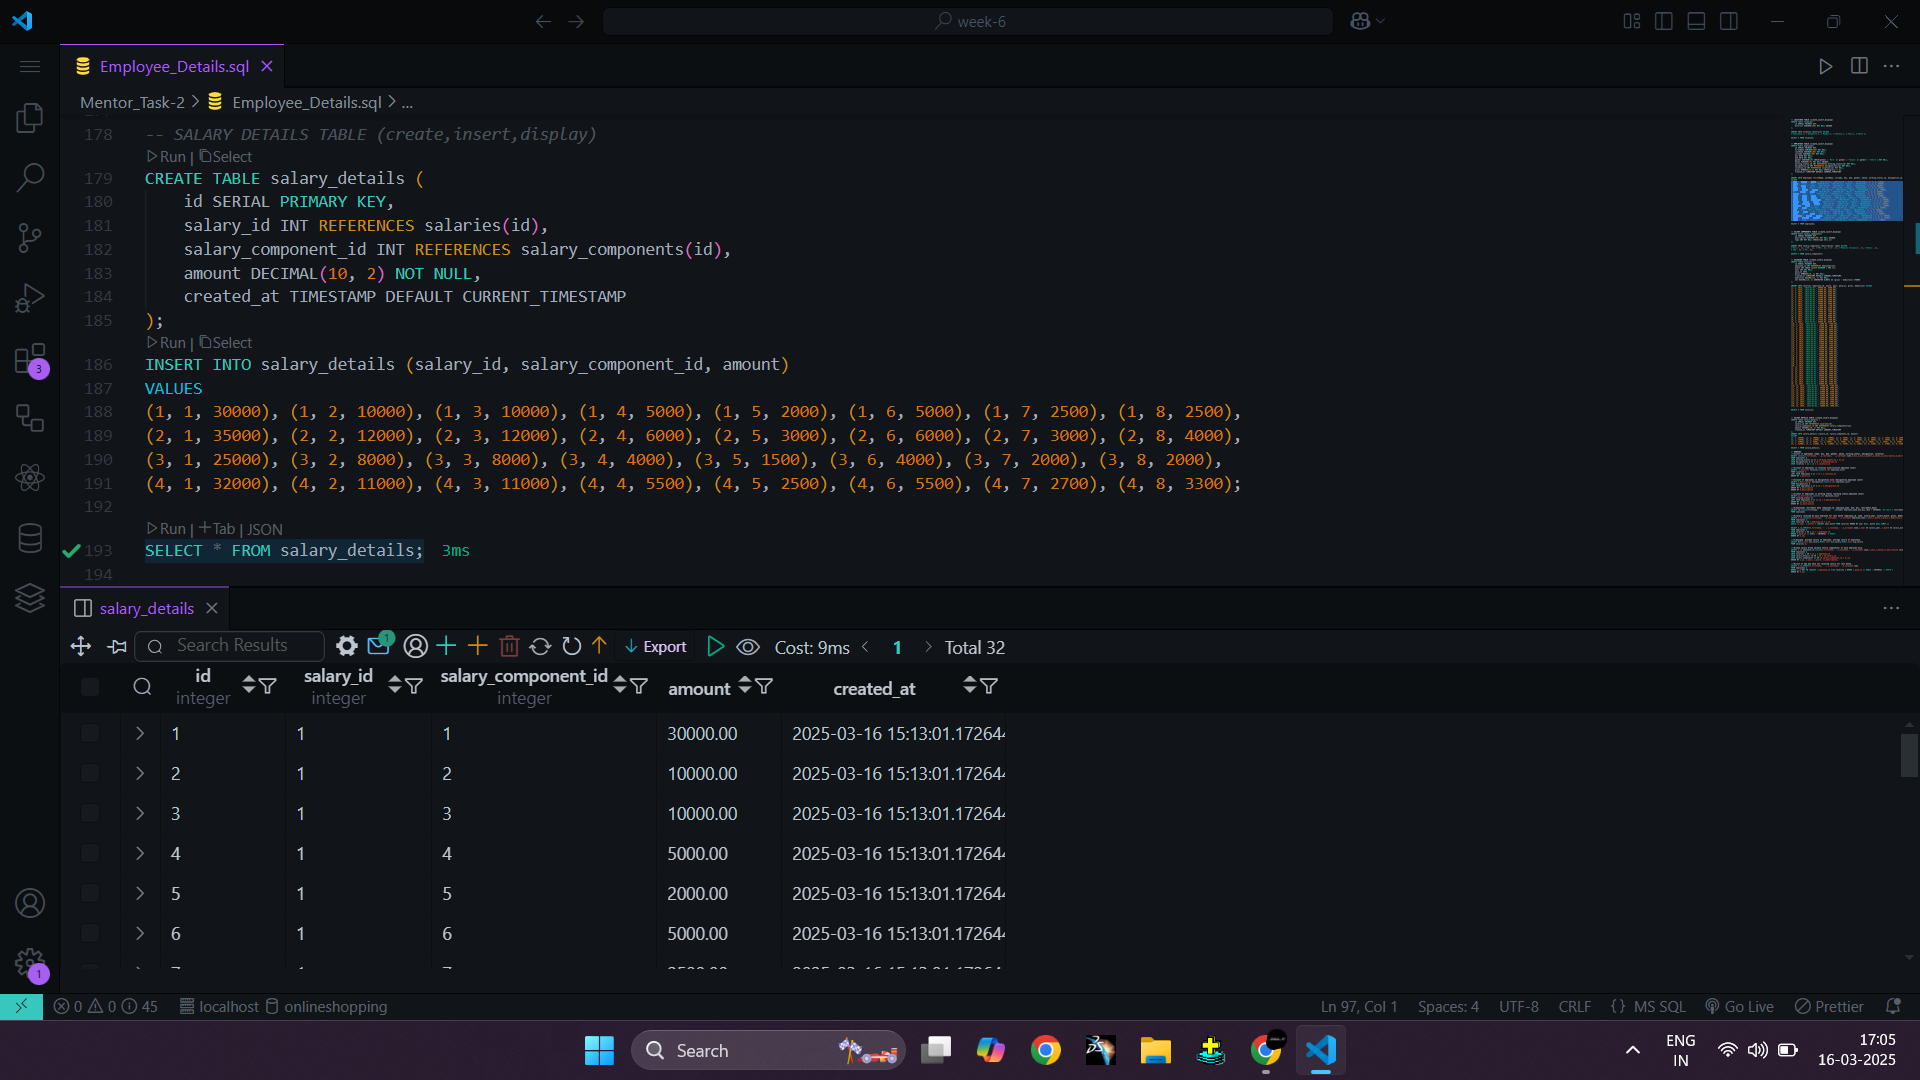 week-6
Employee_Details.sql
Mentor_Task-2 > Employee_Details.sql > ...
178 -- SALARY DETAILS TABLE (create,insert,display)
Run | Select
179 CREATE TABLE salary_details (
180 id SERIAL PRIMARY KEY,
181 salary_id INT REFERENCES salaries(id),
182 salary_component_id INT REFERENCES salary_components(id),
183 amount DECIMAL(10, 2) NOT NULL,
184 created_at TIMESTAMP DEFAULT CURRENT_TIMESTAMP
185 );
Run | Select
186 INSERT INTO salary_details (salary_id, salary_component_id, amount)
187 VALUES
188 (1, 1, 30000), (1, 2, 10000), (1, 3, 10000), (1, 4, 5000), (1, 5, 2000), (1, 6, 5000), (1, 7, 2500), (1, 8, 2500),
189 (2, 1, 35000), (2, 2, 12000), (2, 3, 12000), (2, 4, 6000), (2, 5, 3000), (2, 6, 6000), (2, 7, 3000), (2, 8, 4000),
190 (3, 1, 25000), (3, 2, 8000), (3, 3, 8000), (3, 4, 4000), (3, 5, 1500), (3, 6, 4000), (3, 7, 2000), (3, 8, 2000),
191 (4, 1, 32000), (4, 2, 11000), (4, 3, 11000), (4, 4, 5500), (4, 5, 2500), (4, 6, 5500), (4, 7, 2700), (4, 8, 3300);
192
Run | +Tab | JSON
193 SELECT * FROM salary_details; 3ms
194
3
salary_details
Search Results 1 Export Cost: 9ms < 1 > Total 32
id salary_id salary_component_id amount created_at
integer integer integer
1 1 1 30000.00 2025-03-16 15:13:01.172644
2 1 2 10000.00 2025-03-16 15:13:01.172644
3 1 3 10000.00 2025-03-16 15:13:01.172644
4 1 4 5000.00 2025-03-16 15:13:01.172644
5 1 5 2000.00 2025-03-16 15:13:01.172644
6 1 6 5000.00 2025-03-16 15:13:01.172644
1
0 0 45 localhost onlineshopping Ln 97, Col 1 Spaces: 4 UTF-8 CRLF {} MS SQL Go Live Prettier
Search
ENG
IN
17:05
16-03-2025